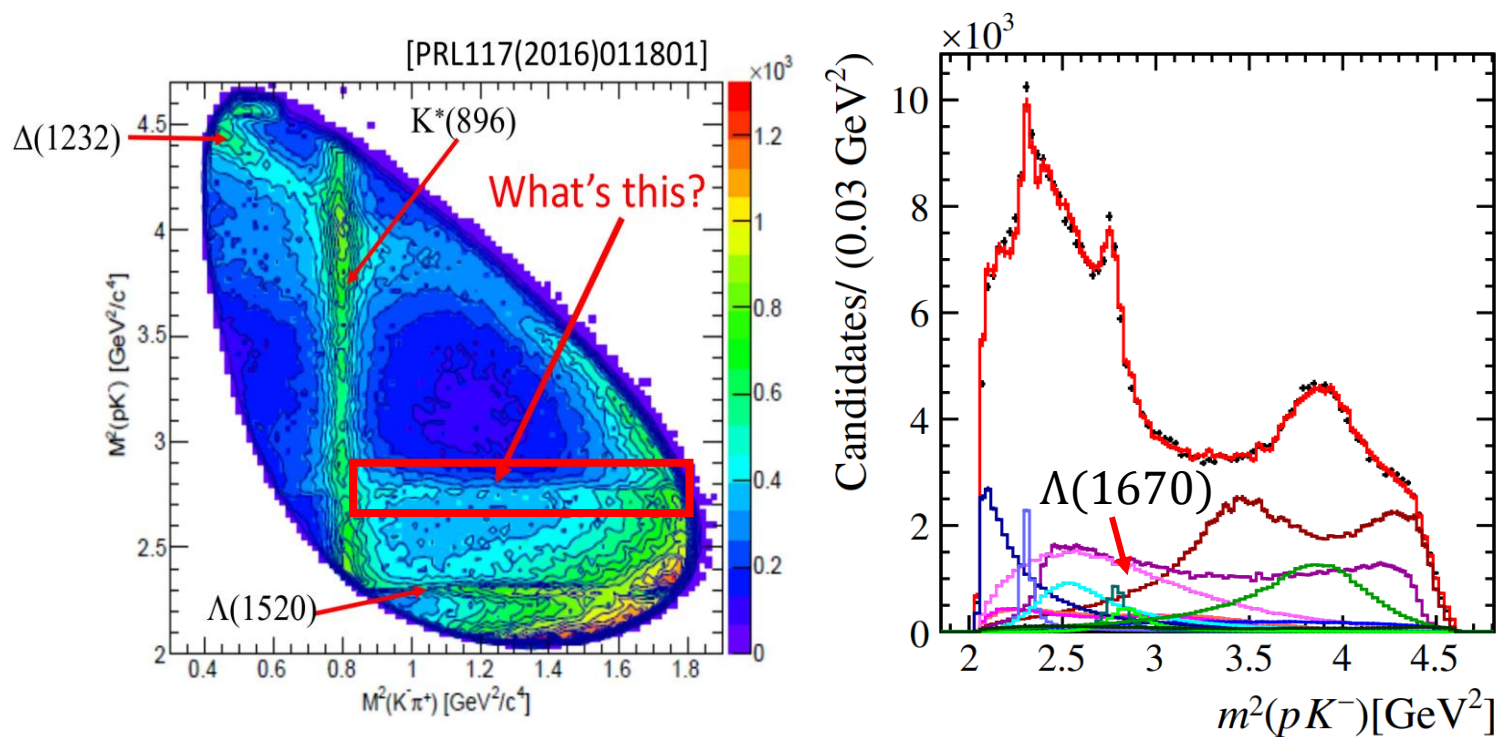 [PRL117(2016)011801]
×10³
Δ(1232)
K*(896)
What's this?
Λ(1520)
M²(pK⁻) [GeV²/c⁴]
4.5
4
3.5
3
2.5
2
0.4 0.6 0.8 1 1.2 1.4 1.6 1.8
M²(K⁻π⁺) [GeV²/c⁴]
1.2
1
0.8
0.6
0.4
0.2
0
×10³
Candidates/ (0.03 GeV²)
10
8
6
4
2
0
Λ(1670)
2 2.5 3 3.5 4 4.5
m²(pK⁻)[GeV²]